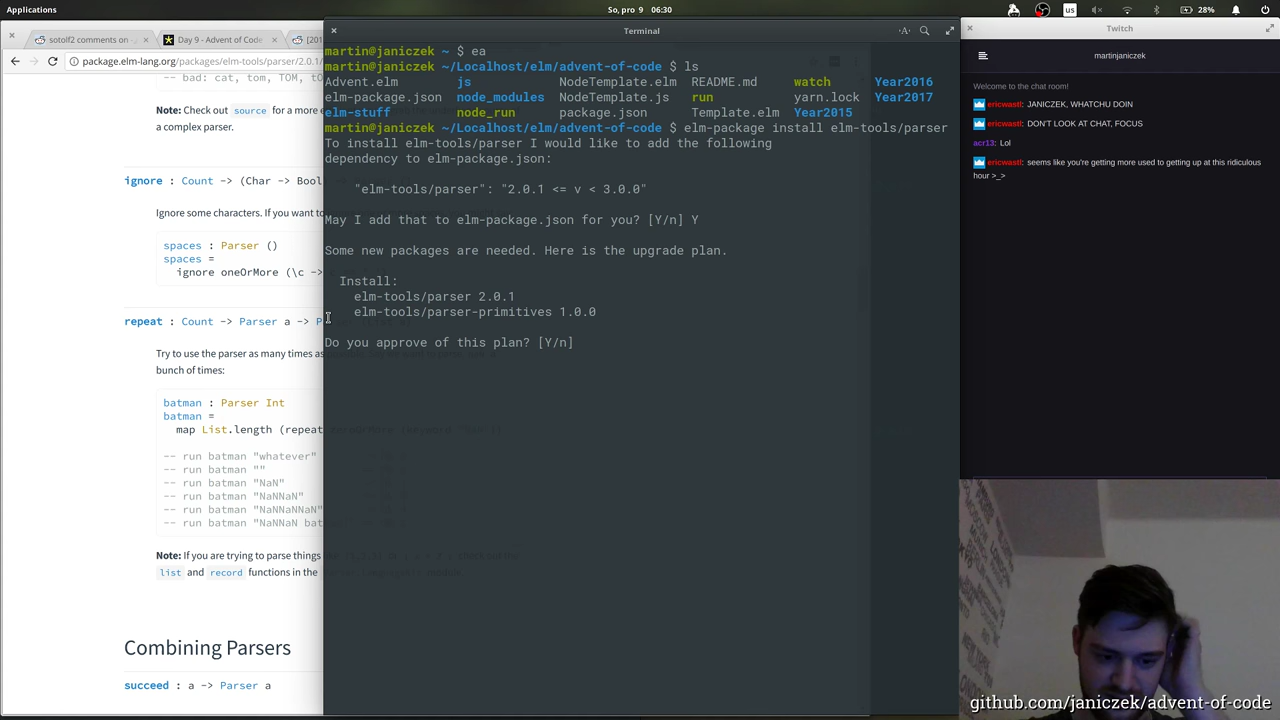 Applications
So, pro 9 06:30
us
28%
sotolf2 comments on
Day 9 - Advent of Code
[201
package.elm-lang.org/packages/elm-tools/parser/2.0.1/
-- bad: cat, tom, TOM,
Note: Check out source for a more
a complex parser.
ignore : Count -> (Char -> Bool
Ignore some characters. If you want to
spaces : Parser ()
spaces =
ignore oneOrMore (\c ->
repeat : Count -> Parser a -> P
Try to use the parser as many times as
bunch of times:
batman : Parser Int
batman =
map List.length (repeat
-- run batman "whatever"
-- run batman ""
-- run batman "NaN"
-- run batman "NaNNaN"
-- run batman "NaNNaNNaN
-- run batman "NaNNaN bat
Note: If you are trying to parse things
list and record functions in the
Combining Parsers
succeed : a -> Parser a
Terminal
martin@janiczek ~ $ ea
martin@janiczek ~/Localhost/elm/advent-of-code $ ls
Advent.elm js NodeTemplate.elm README.md watch Year2016
elm-package.json node_modules NodeTemplate.js run yarn.lock Year2017
elm-stuff node_run package.json Template.elm Year2015
martin@janiczek ~/Localhost/elm/advent-of-code $ elm-package install elm-tools/parser
To install elm-tools/parser I would like to add the following
dependency to elm-package.json:
"elm-tools/parser": "2.0.1 <= v < 3.0.0"
May I add that to elm-package.json for you? [Y/n] Y
Some new packages are needed. Here is the upgrade plan.
Install:
elm-tools/parser 2.0.1
elm-tools/parser-primitives 1.0.0
Do you approve of this plan? [Y/n]
Twitch
martinjaniczek
Welcome to the chat room!
ericwastl: JANICZEK, WHATCHU DOIN
ericwastl: DON'T LOOK AT CHAT, FOCUS
acr13: Lol
ericwastl: seems like you're getting more used to getting up at this ridiculous
hour >_>
github.com/janiczek/advent-of-code